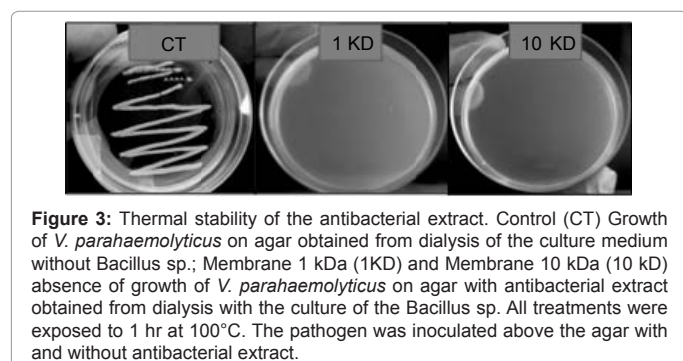 CT
1 KD
10 KD
Figure 3: Thermal stability of the antibacterial extract. Control (CT) Growth
of V. parahaemolyticus on agar obtained from dialysis of the culture medium
without Bacillus sp.; Membrane 1 kDa (1KD) and Membrane 10 kDa (10 kD)
absence of growth of V. parahaemolyticus on agar with antibacterial extract
obtained from dialysis with the culture of the Bacillus sp. All treatments were
exposed to 1 hr at 100°C. The pathogen was inoculated above the agar with
and without antibacterial extract.